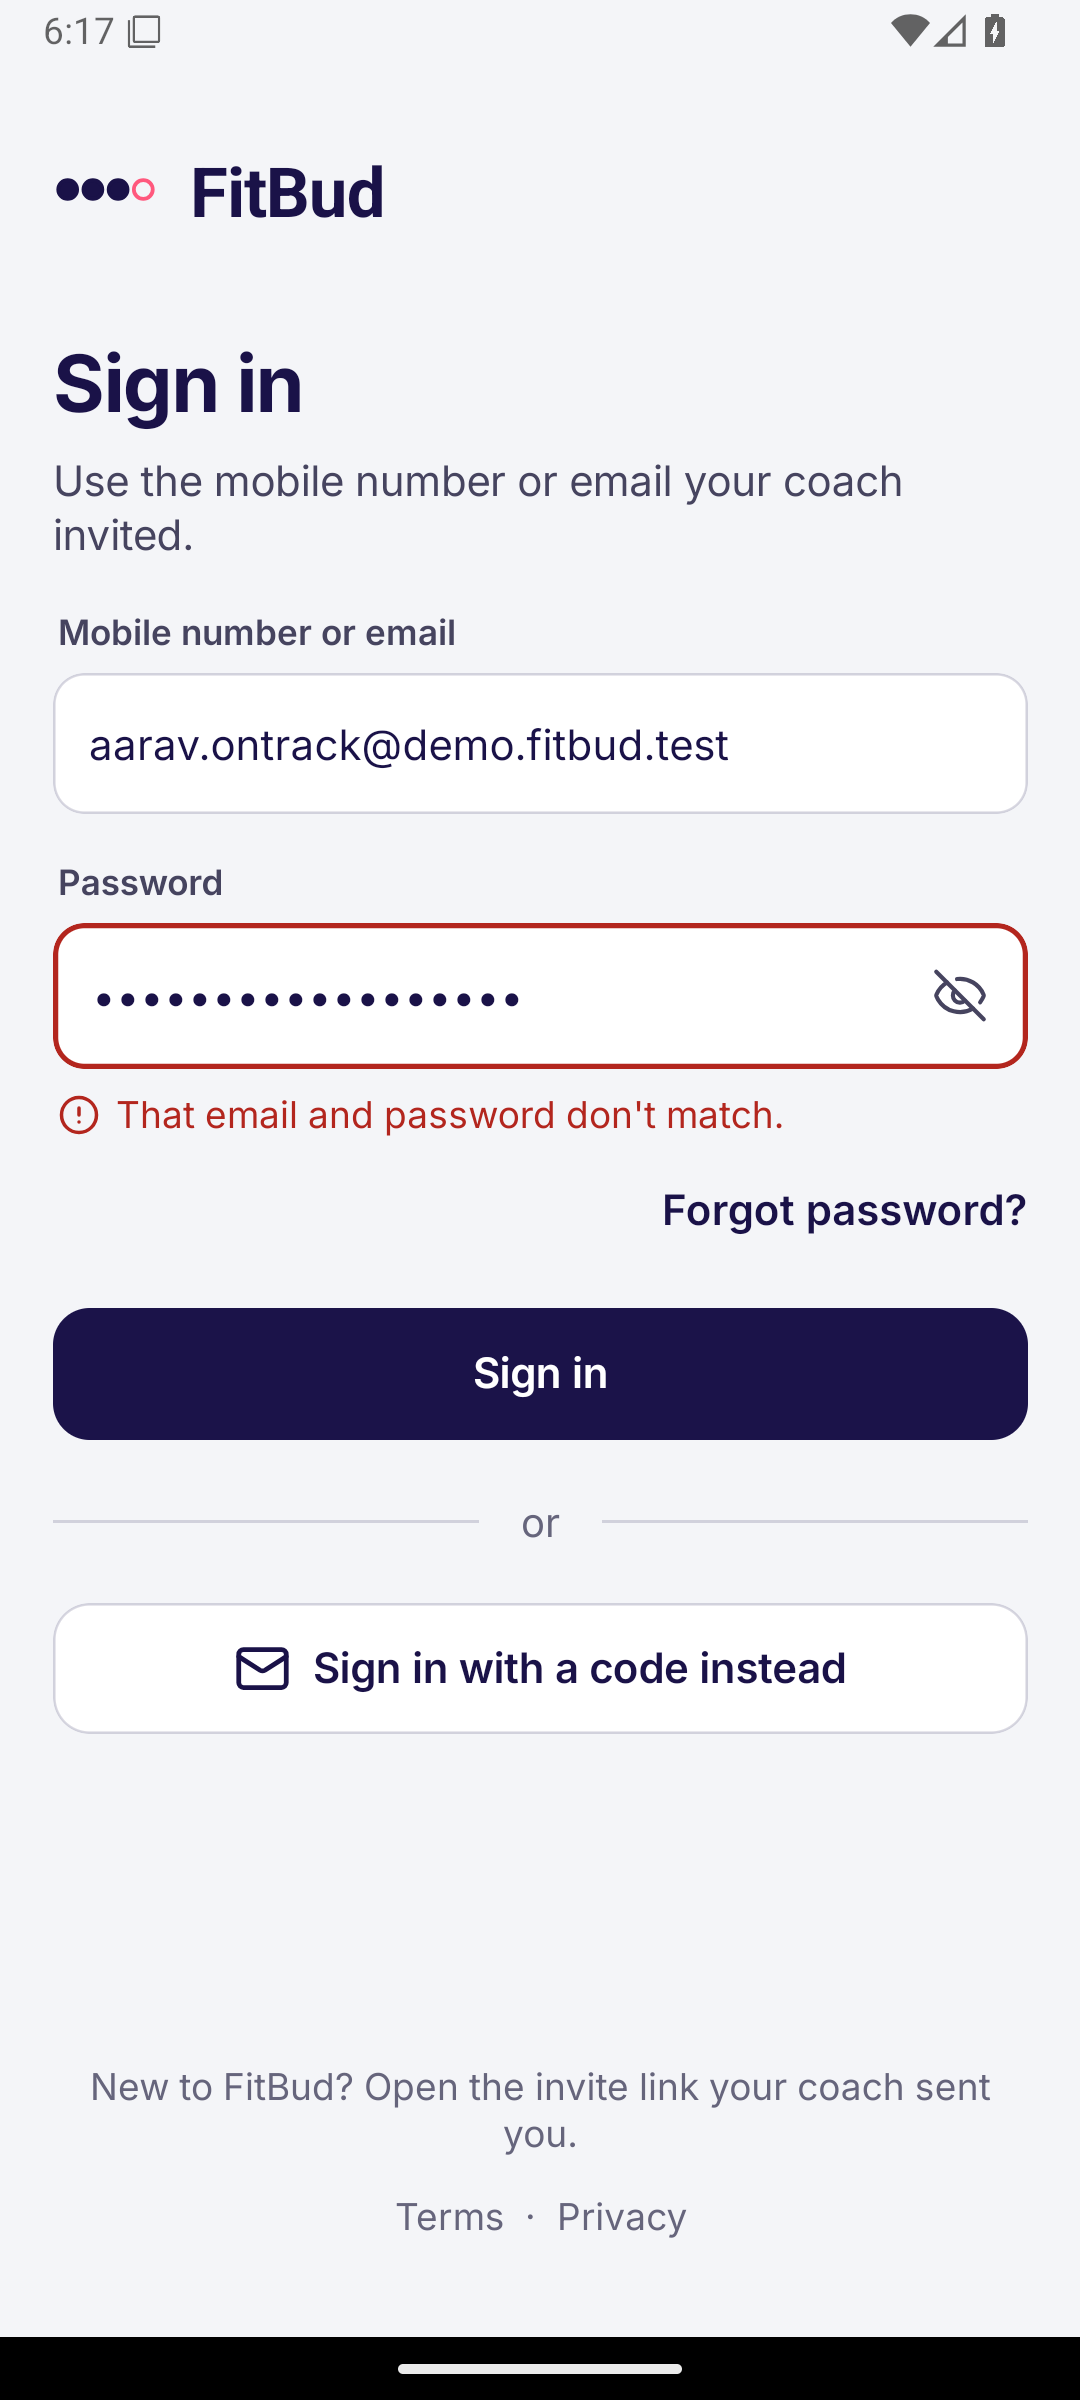 6:17
FitBud
Sign in
Use the mobile number or email your coach
invited.
Mobile number or email
aarav.ontrack@demo.fitbud.test
Password
••••••••••••••••••
That email and password don't match.
Forgot password?
Sign in
or
Sign in with a code instead
New to FitBud? Open the invite link your coach sent
you.
Terms · Privacy